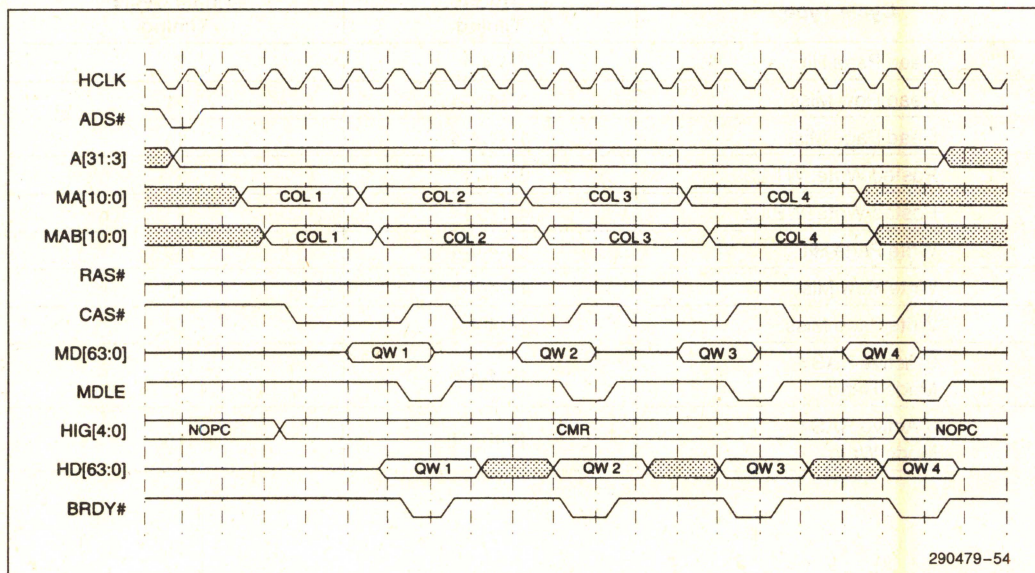 HCLK
ADS#
A[31:3]
MA[10:0] COL 1 COL 2 COL 3 COL 4
MAB[10:0] COL 1 COL 2 COL 3 COL 4
RAS#
CAS#
MD[63:0] QW 1 QW 2 QW 3 QW 4
MDLE
HIG[4:0] NOPC CMR NOPC
HD[63:0] QW 1 QW 2 QW 3 QW 4
BRDY#
290479-54